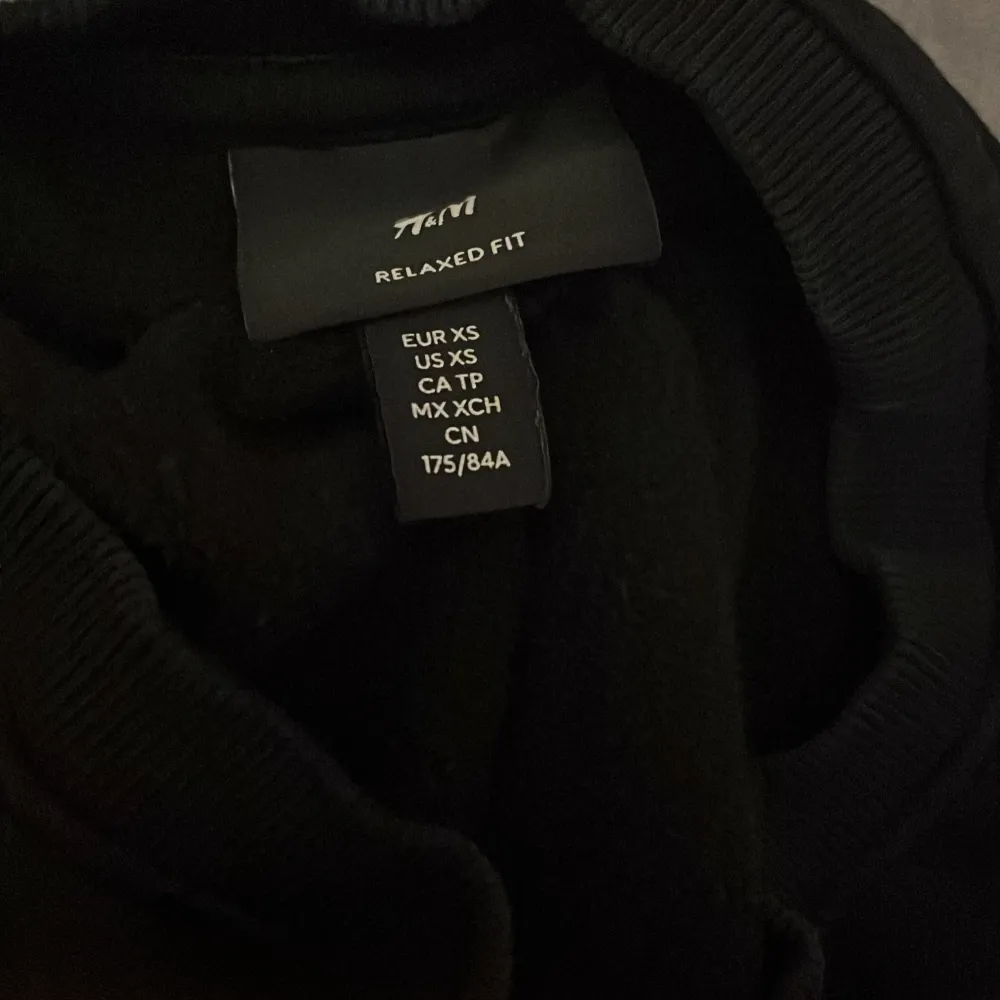 H&M
RELAXED FIT
EUR XS
US XS
CA TP
MX XCH
CN
175/84A